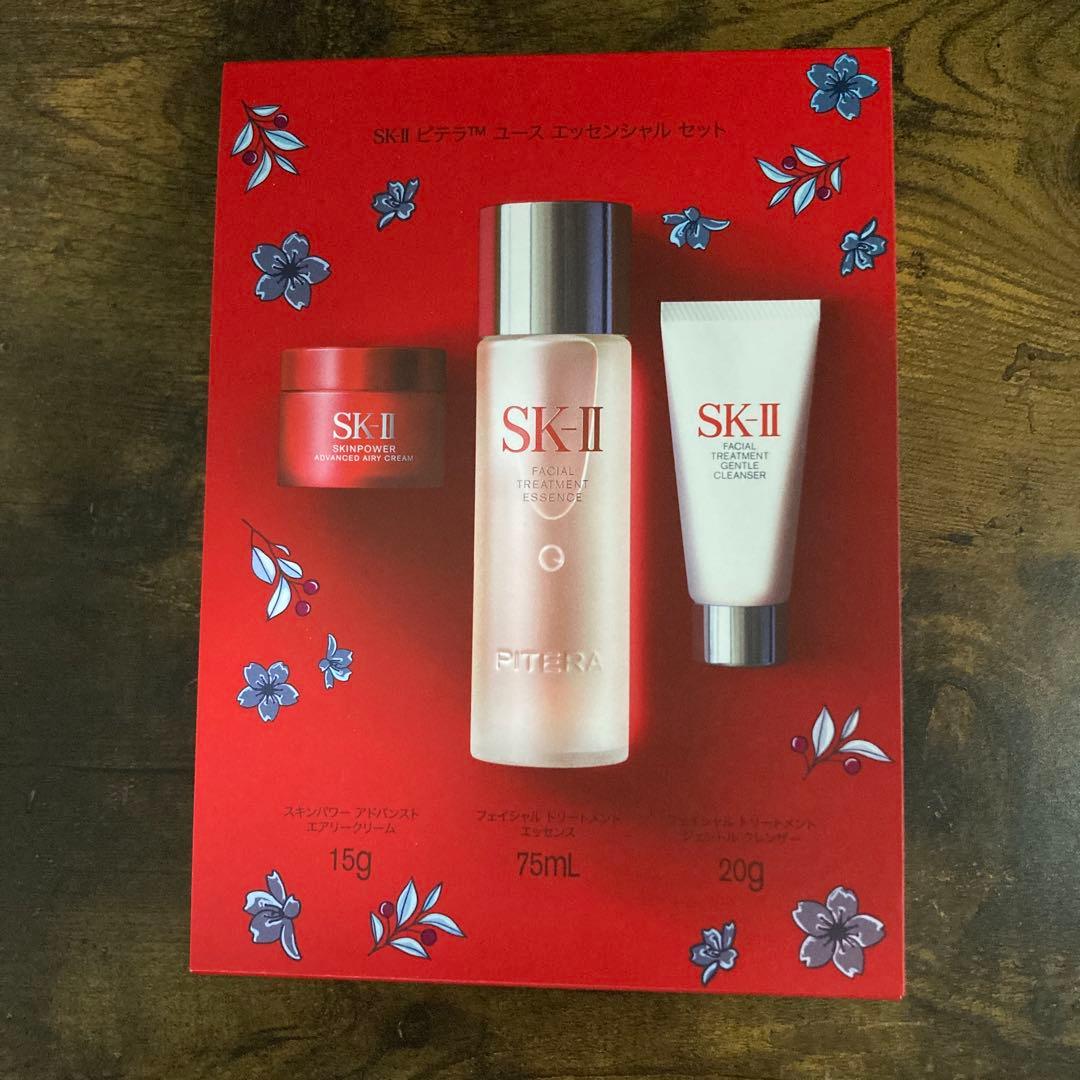 SK-II ピテラ™ ユース エッセンシャル セット
SK-II
SKINPOWER
ADVANCED AIRY CREAM
SK-II
FACIAL
TREATMENT
ESSENCE
PITERA
SK-II
FACIAL
TREATMENT
GENTLE
CLEANSER
スキンパワー アドバンスト
エアリークリーム
15g
フェイシャル トリートメント
エッセンス
75mL
フェイシャル トリートメント
ジェントル クレンザー
20g